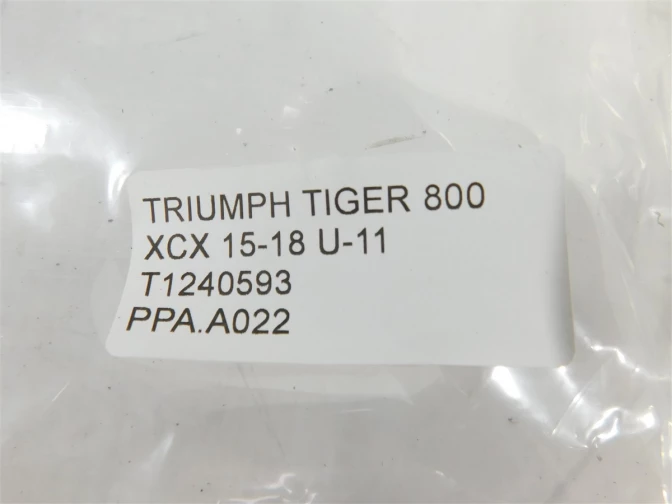 TRIUMPH TIGER 800
XCX 15-18 U-11
T1240593
PPA.A022